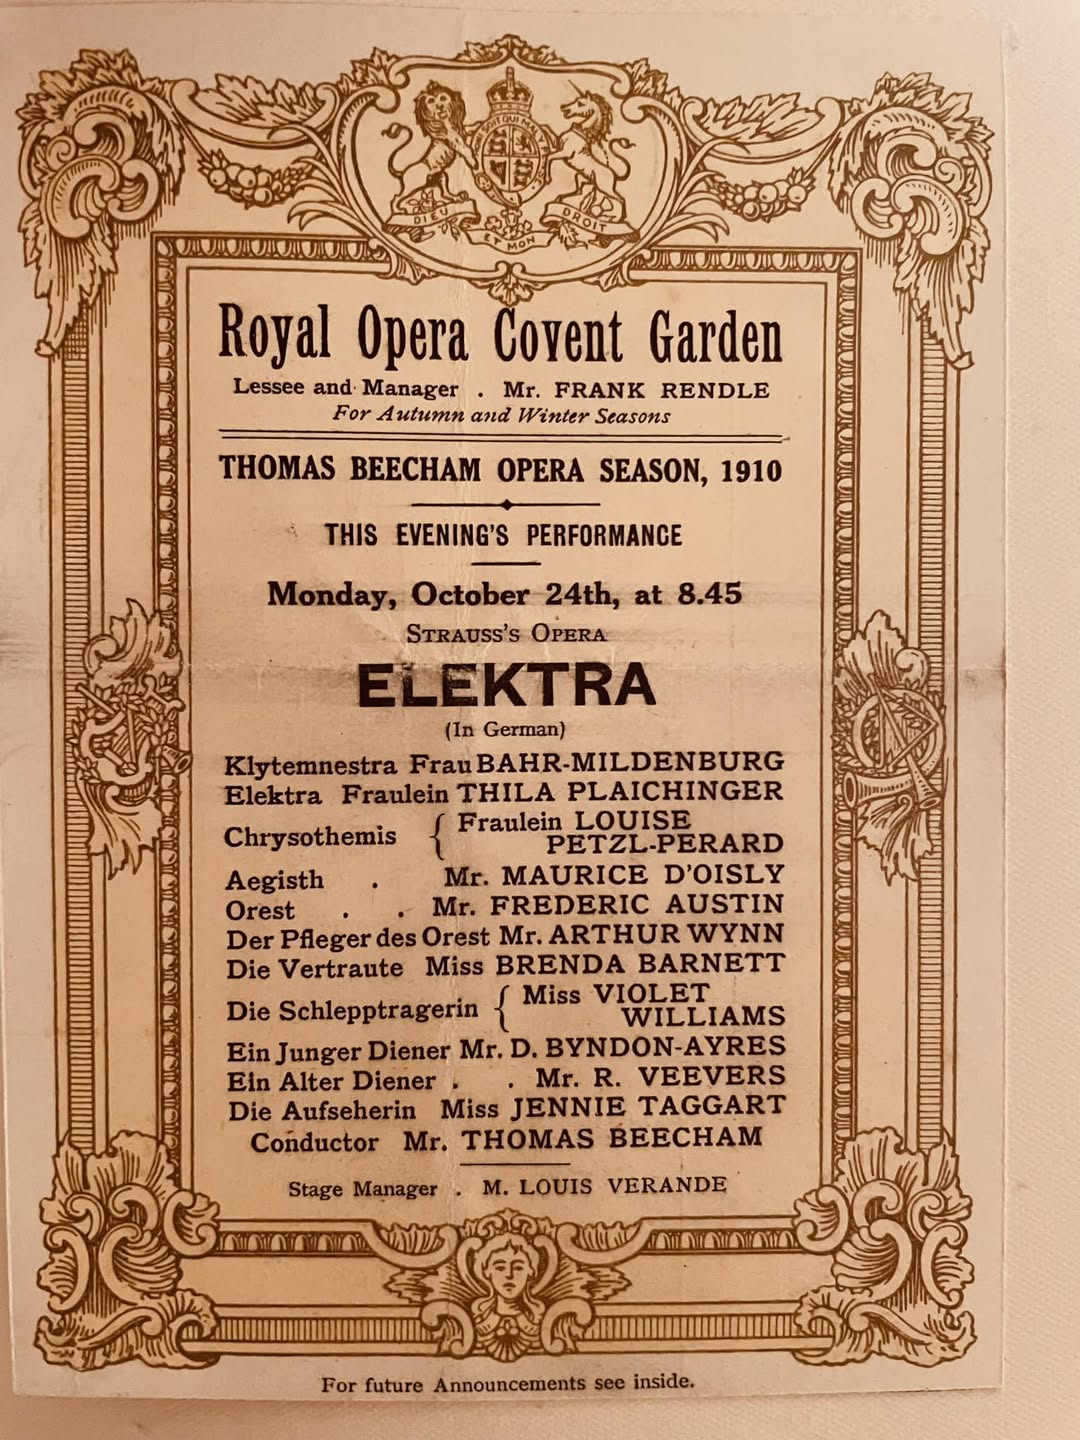 SOIT QUI MAL
DIEU
ET MON
DROIT
Royal Opera Covent Garden
Lessee and Manager . Mr. FRANK RENDLE
For Autumn and Winter Seasons
THOMAS BEECHAM OPERA SEASON, 1910
THIS EVENING'S PERFORMANCE
Monday, October 24th, at 8.45
STRAUSS'S OPERA
ELEKTRA
(In German)
Klytemnestra Frau BAHR-MILDENBURG
Elektra Fraulein THILA PLAICHINGER
Chrysothemis { Fraulein LOUISE
PETZL-PERARD
Aegisth . Mr. MAURICE D'OISLY
Orest . . Mr. FREDERIC AUSTIN
Der Pfleger des Orest Mr. ARTHUR WYNN
Die Vertraute Miss BRENDA BARNETT
Die Schlepptragerin { Miss VIOLET
WILLIAMS
Ein Junger Diener Mr. D. BYNDON-AYRES
Ein Alter Diener . . Mr. R. VEEVERS
Die Aufseherin Miss JENNIE TAGGART
Conductor Mr. THOMAS BEECHAM
Stage Manager . M. LOUIS VERANDE
For future Announcements see inside.